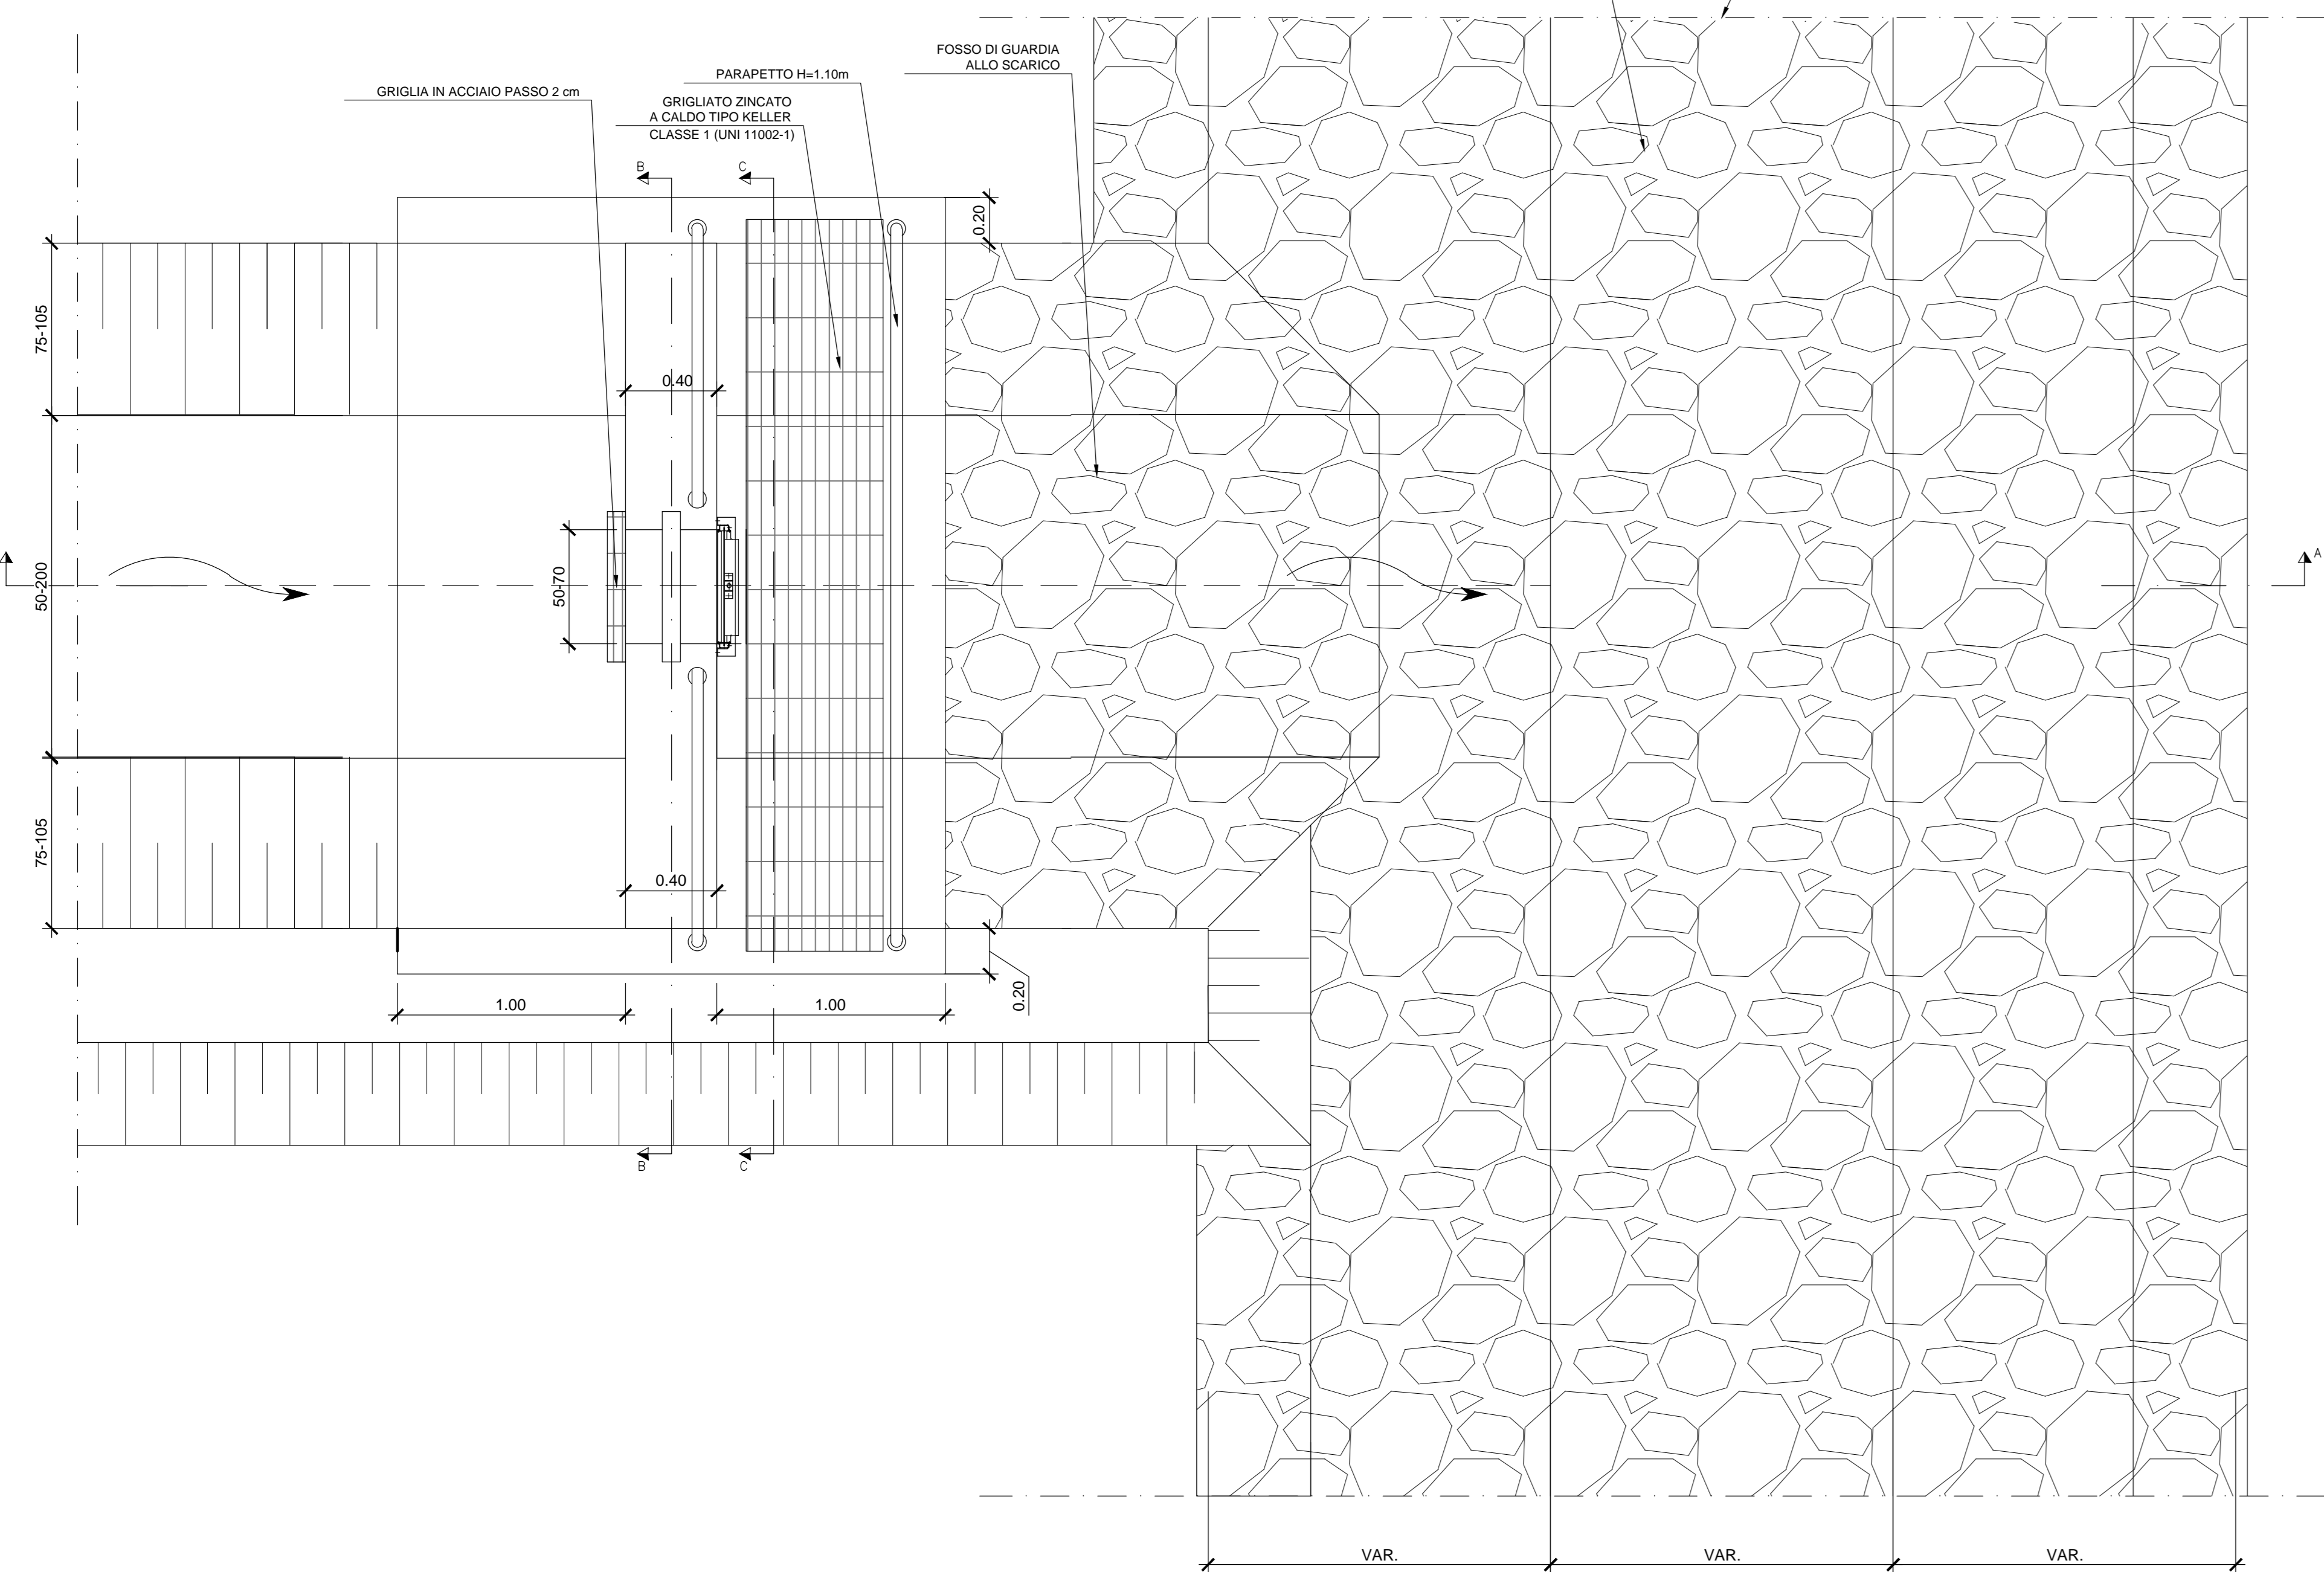 FOSSO DI GUARDIA
ALLO SCARICO
PARAPETTO H=1.10m
GRIGLIA IN ACCIAIO PASSO 2 cm
GRIGLIATO ZINCATO
A CALDO TIPO KELLER
CLASSE 1 (UNI 11002-1)
B
C
0.20
75-105
0.40
50-200
50-70
A
75-105
0.40
0.20
1.00
1.00
B
C
VAR.
VAR.
VAR.